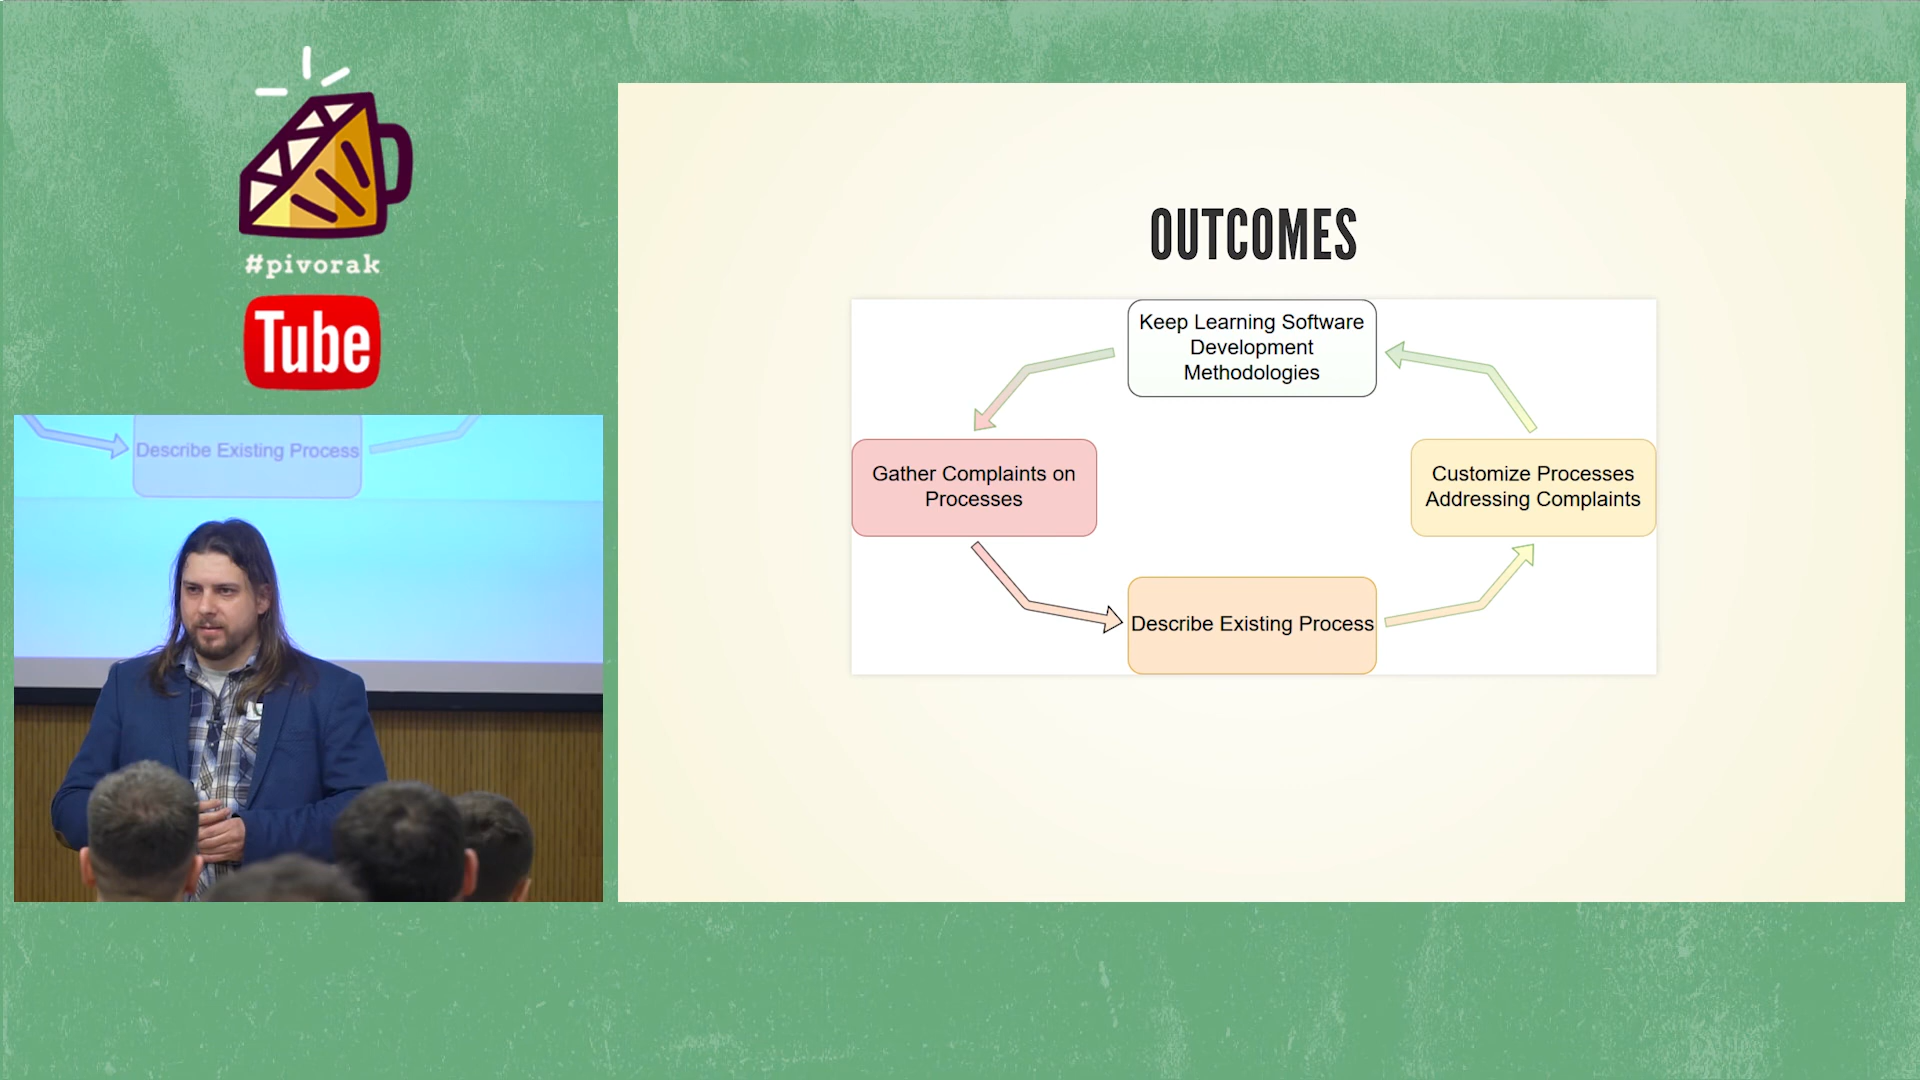 #pivorak
Tube
OUTCOMES
Keep Learning Software
Development
Methodologies
Gather Complaints on
Processes
Customize Processes
Addressing Complaints
Describe Existing Process
Describe Existing Process